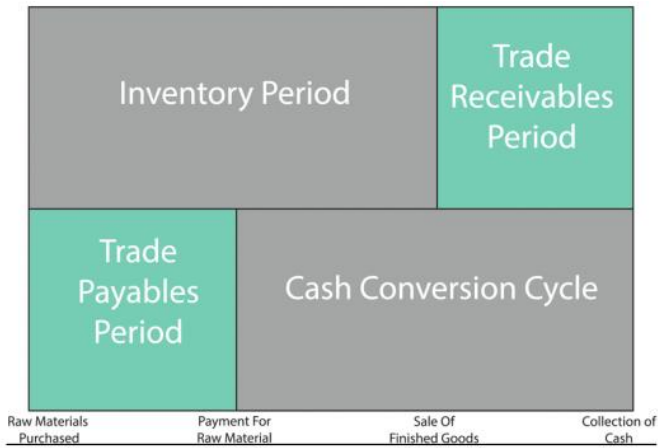 Inventory Period
Trade
Receivables
Period
Trade
Payables
Period
Cash Conversion Cycle
Raw Materials
Purchased
Payment For
Raw Material
Sale Of
Finished Goods
Collection of
Cash